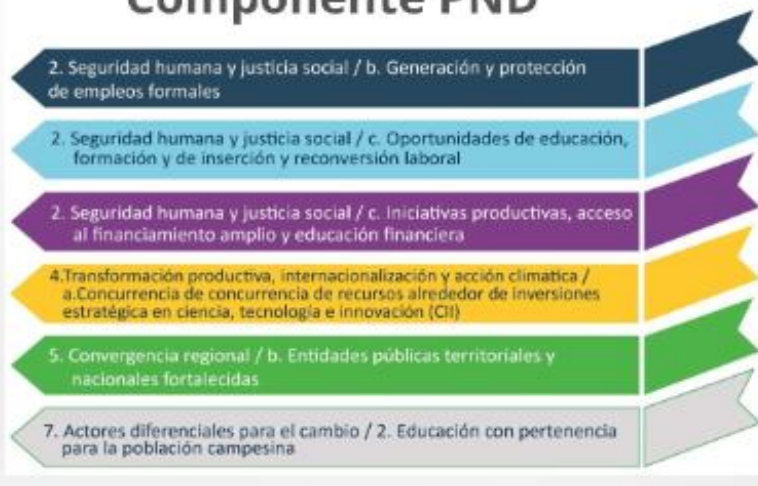 Componente PND
2. Seguridad humana y justicia social / b. Generación y protección
de empleos formales
2. Seguridad humana y justicia social / c. Oportunidades de educación,
formación y de inserción y reconversión laboral
2. Seguridad humana y justicia social / c. Iniciativas productivas, acceso
al financiamiento amplio y educación financiera
4.Transformación productiva, internacionalización y acción climatica /
a.Concurrencia de concurrencia de recursos alrededor de inversiones
estratégica en ciencia, tecnología e innovación (CII)
5. Convergencia regional / b. Entidades públicas territoriales y
nacionales fortalecidas
7. Actores diferenciales para el cambio / 2. Educación con pertenencia
para la población campesina